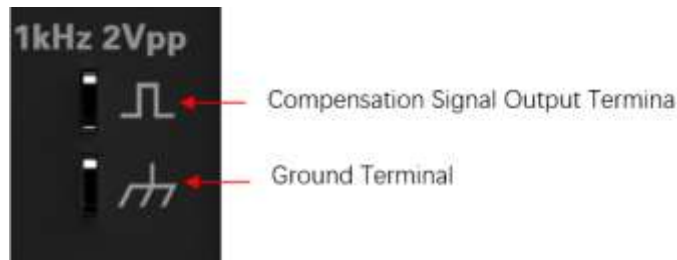 1kHz 2Vpp
Compensation Signal Output Termina
Ground Terminal